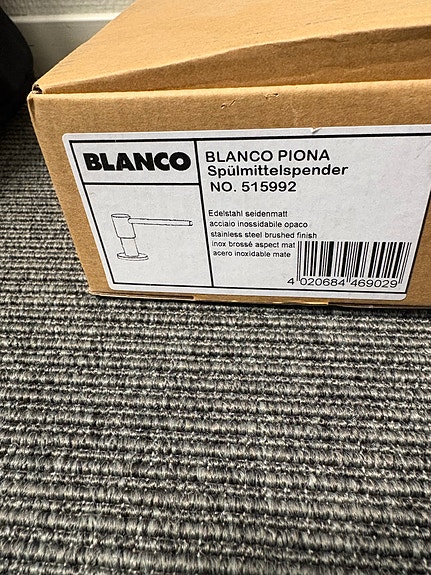 BLANCO
BLANCO PIONA
Spülmittelspender
NO. 515992
Edelstahl seidenmatt
acciaio inossidabile opaco
stainless steel brushed finish
inox brossé aspect mat
acero inoxidable mate
4 020684 469029